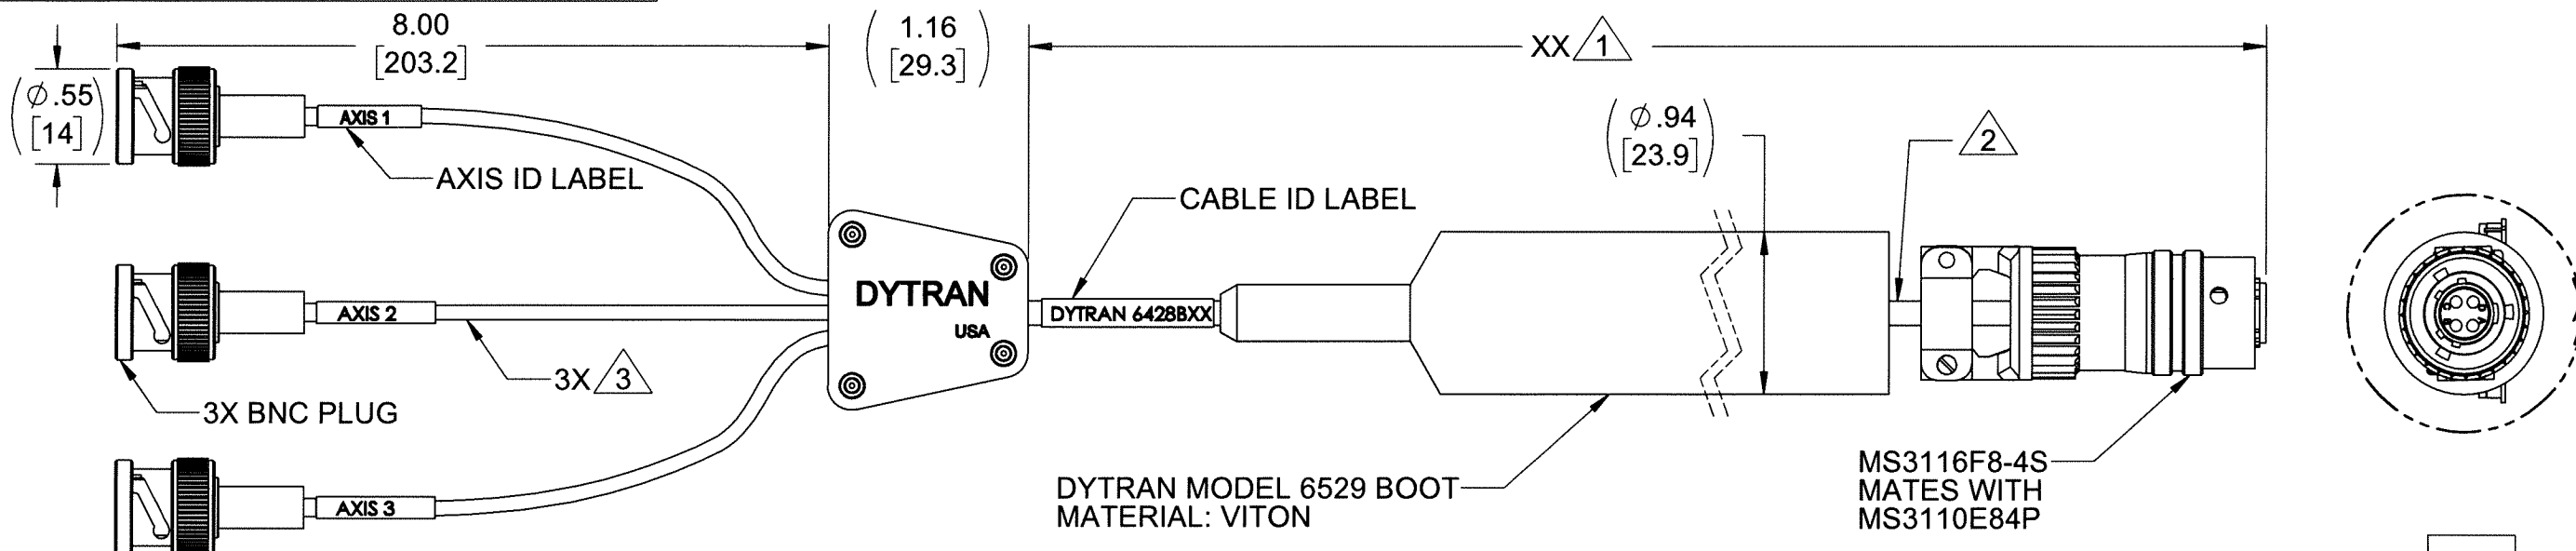 8.00
[203.2]
(1.16
[29.3])
XX 1
(Ø.55
[14])
AXIS 1
AXIS ID LABEL
(Ø.94
[23.9])
2
CABLE ID LABEL
DYTRAN
USA
DYTRAN 6428BXX
AXIS 2
3X 3
3X BNC PLUG
AXIS 3
DYTRAN MODEL 6529 BOOT
MATERIAL: VITON
MS3116F8-4S
MATES WITH
MS3110E84P